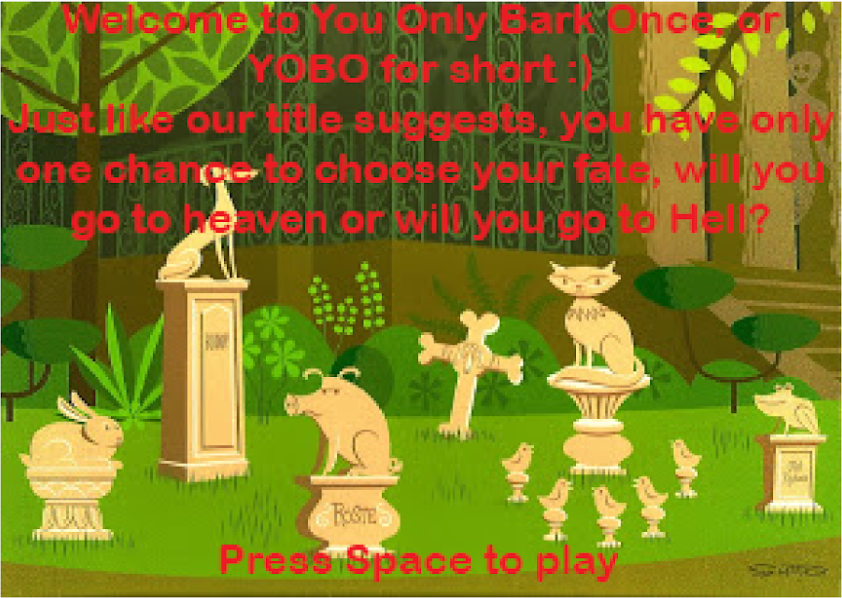 Welcome to You Only Bark Once, or
YOBO for short :)
Just like our title suggests, you have only
one chance to choose your fate, will you
go to heaven or will you go to Hell?
ROSIE
Press Space to play